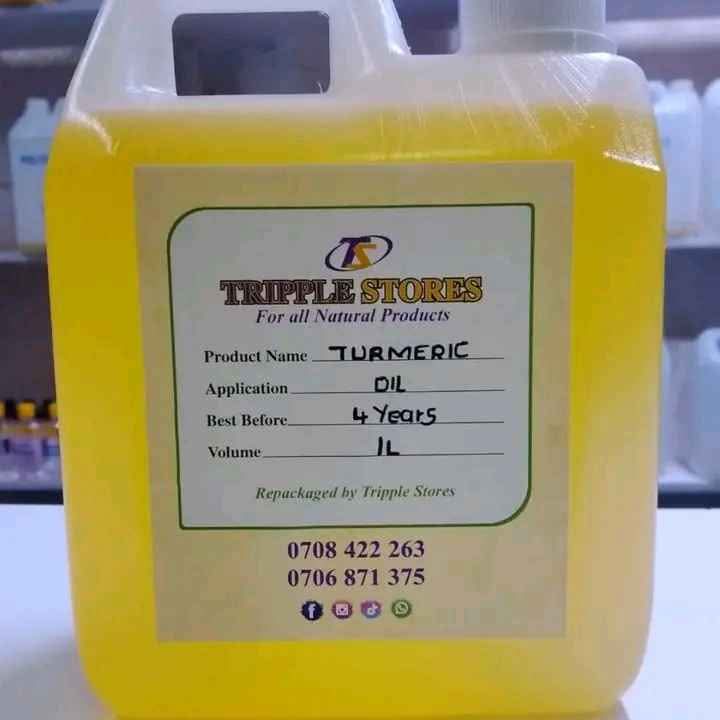 TS
TRIPPLE STORES
For all Natural Products
Product Name TURMERIC
Application OIL
Best Before 4 Years
Volume 1L
Repackaged by Tripple Stores
0708 422 263
0706 871 375